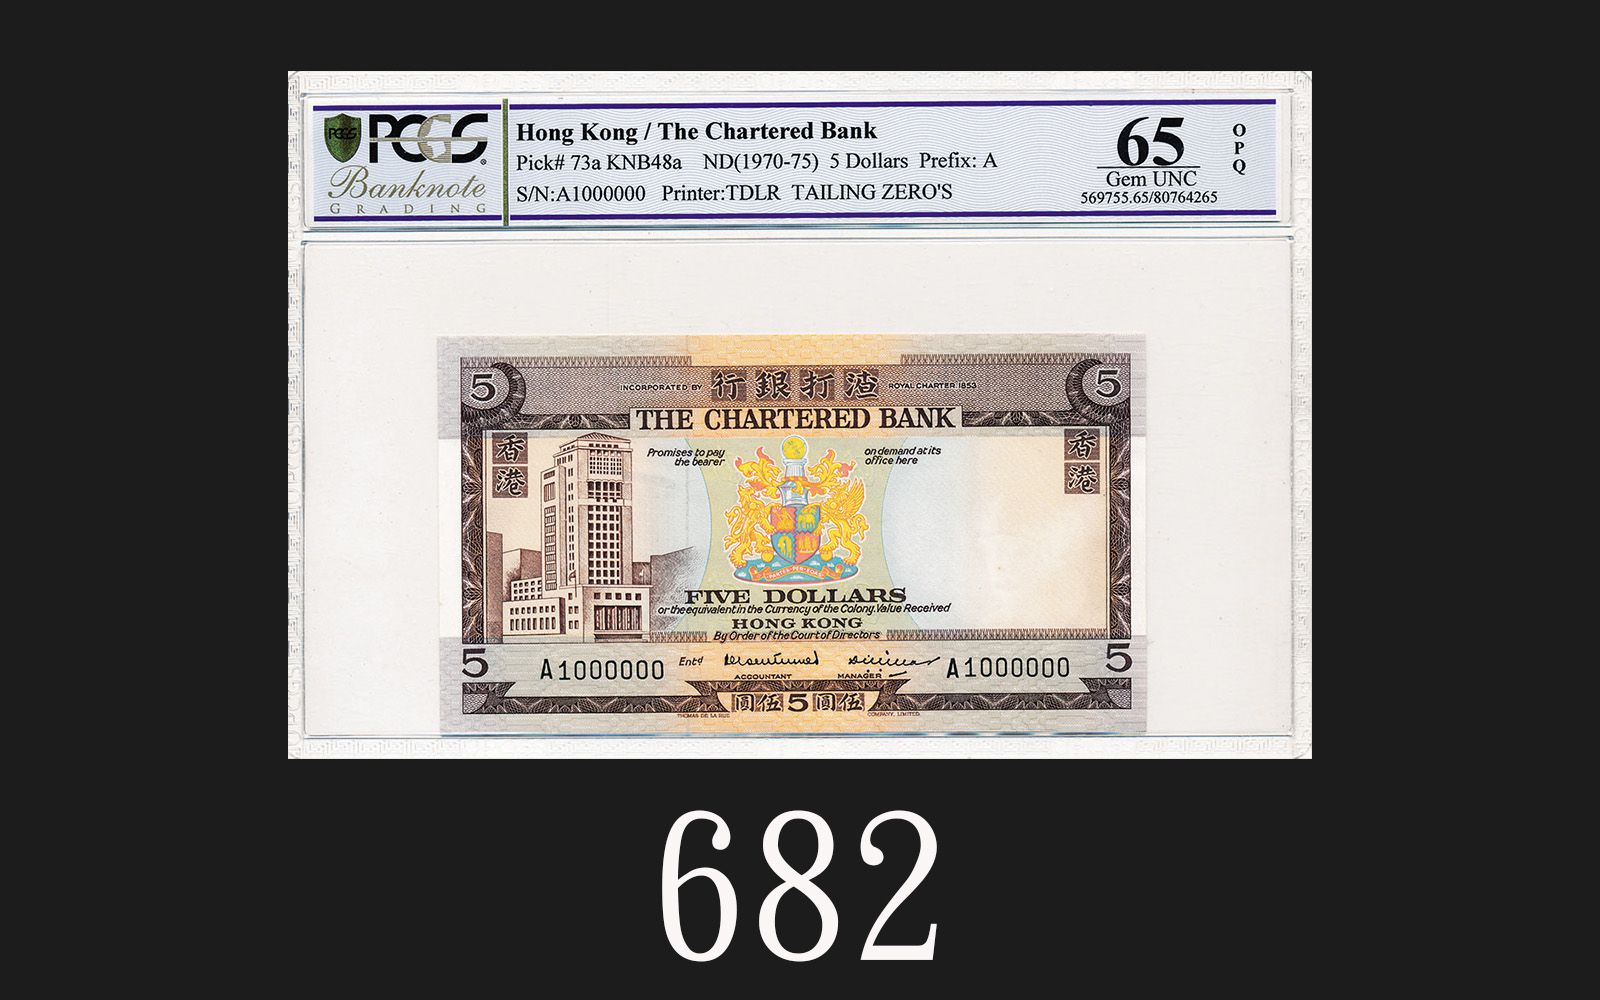 PCGS
PCGS
Banknote
GRADING
Hong Kong / The Chartered Bank
Pick# 73a KNB48a ND(1970-75) 5 Dollars Prefix: A
S/N:A1000000 Printer:TDLR TAILING ZERO'S
65
Gem UNC
569755.65/80764265
OPQ
5
INCORPORATED BY 行銀打渣 ROYAL CHARTER 1853
5
THE CHARTERED BANK
香港
香港
Promises to pay the bearer
on demand at its office here
FIVE DOLLARS
or the equivalent in the Currency of the Colony. Value Received
HONG KONG
By Order of the Court of Directors
5
5
A1000000 Entd
ACCOUNTANT
MANAGER
A1000000
圓伍5圓伍
THOMAS DE LA RUE
COMPANY, LIMITED.
682